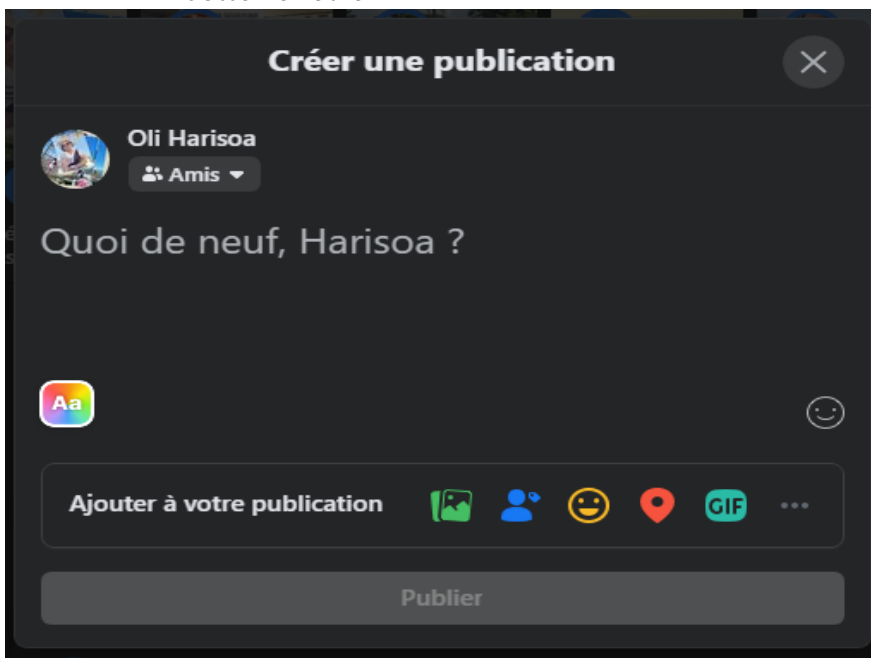 Créer une publication
Oli Harisoa
Amis
Quoi de neuf, Harisoa ?
Aa
Ajouter à votre publication
GIF
Publier